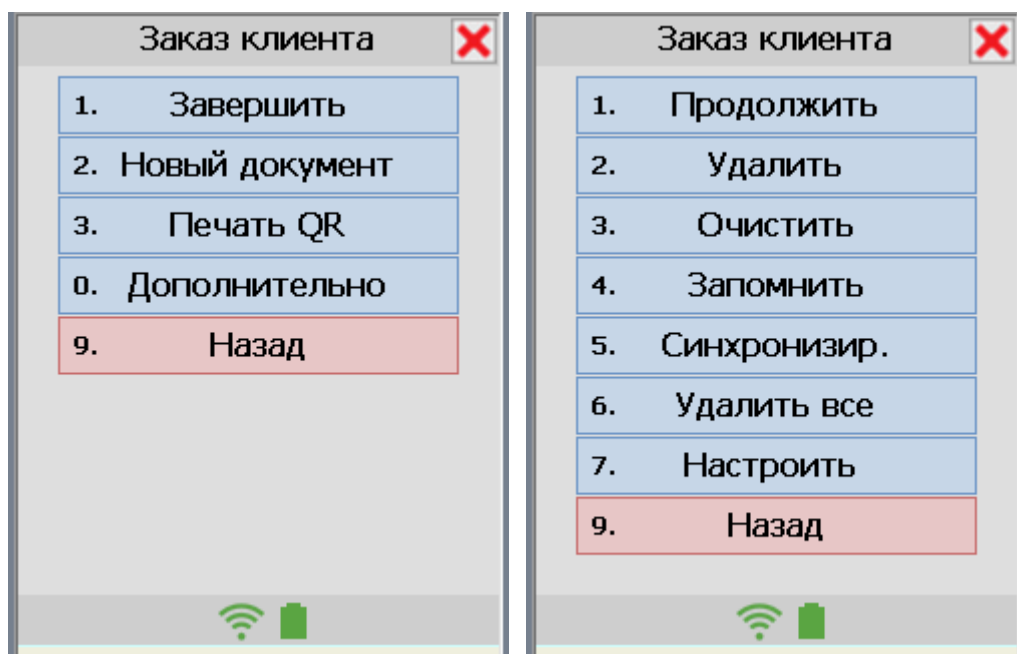 Заказ клиента
1. Завершить
2. Новый документ
3. Печать QR
0. Дополнительно
9. Назад
Заказ клиента
1. Продолжить
2. Удалить
3. Очистить
4. Запомнить
5. Синхронизир.
6. Удалить все
7. Настроить
9. Назад